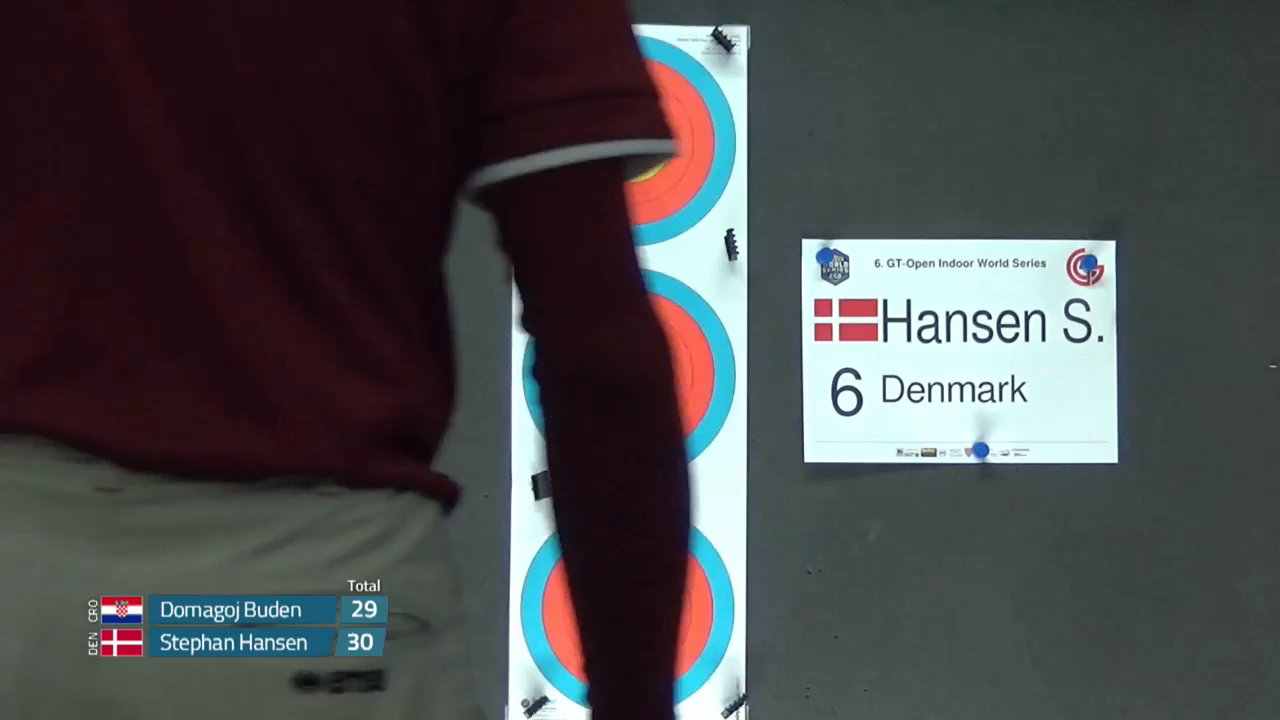 6. GT-Open Indoor World Series
Hansen S.
6 Denmark
Total
CRO Domagoj Buden 29
DEN Stephan Hansen 30